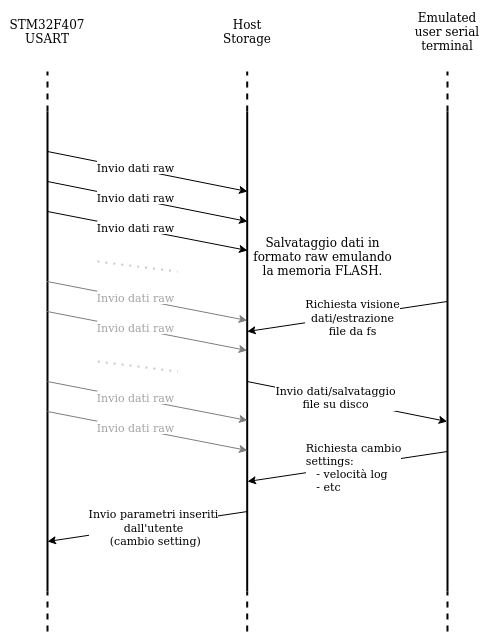 STM32F407
USART
Host
Storage
Emulated
user serial
terminal
Invio dati raw
Invio dati raw
Invio dati raw
Salvataggio dati in
formato raw emulando
la memoria FLASH.
Invio dati raw
Richiesta visione
dati/estrazione
file da fs
Invio dati raw
Invio dati/salvataggio
file su disco
Invio dati raw
Invio dati raw
Richiesta cambio
settings:
- velocità log
- etc
Invio parametri inseriti
dall'utente
(cambio setting)